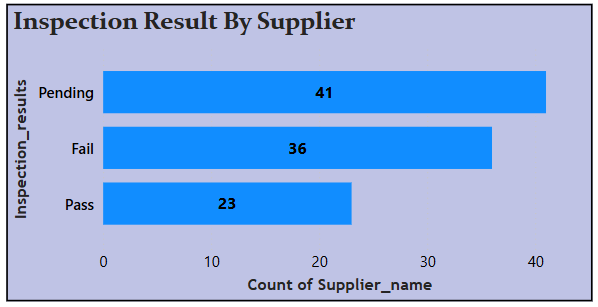 Inspection Result By Supplier
Inspection_results
Pending 41
Fail 36
Pass 23
0 10 20 30 40
Count of Supplier_name